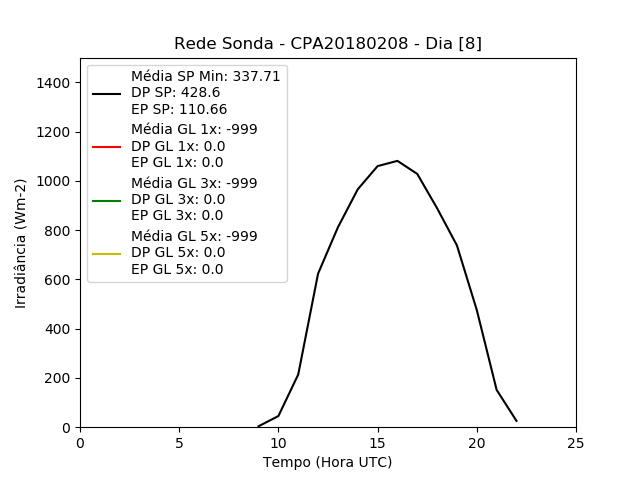 Rede Sonda - CPA20180208 - Dia [8]
Média SP Min: 337.71
DP SP: 428.6
EP SP: 110.66
Média GL 1x: -999
DP GL 1x: 0.0
EP GL 1x: 0.0
Média GL 3x: -999
DP GL 3x: 0.0
EP GL 3x: 0.0
Média GL 5x: -999
DP GL 5x: 0.0
EP GL 5x: 0.0
Irradiância (Wm-2)
1400
1200
1000
800
600
400
200
0
0 5 10 15 20 25
Tempo (Hora UTC)